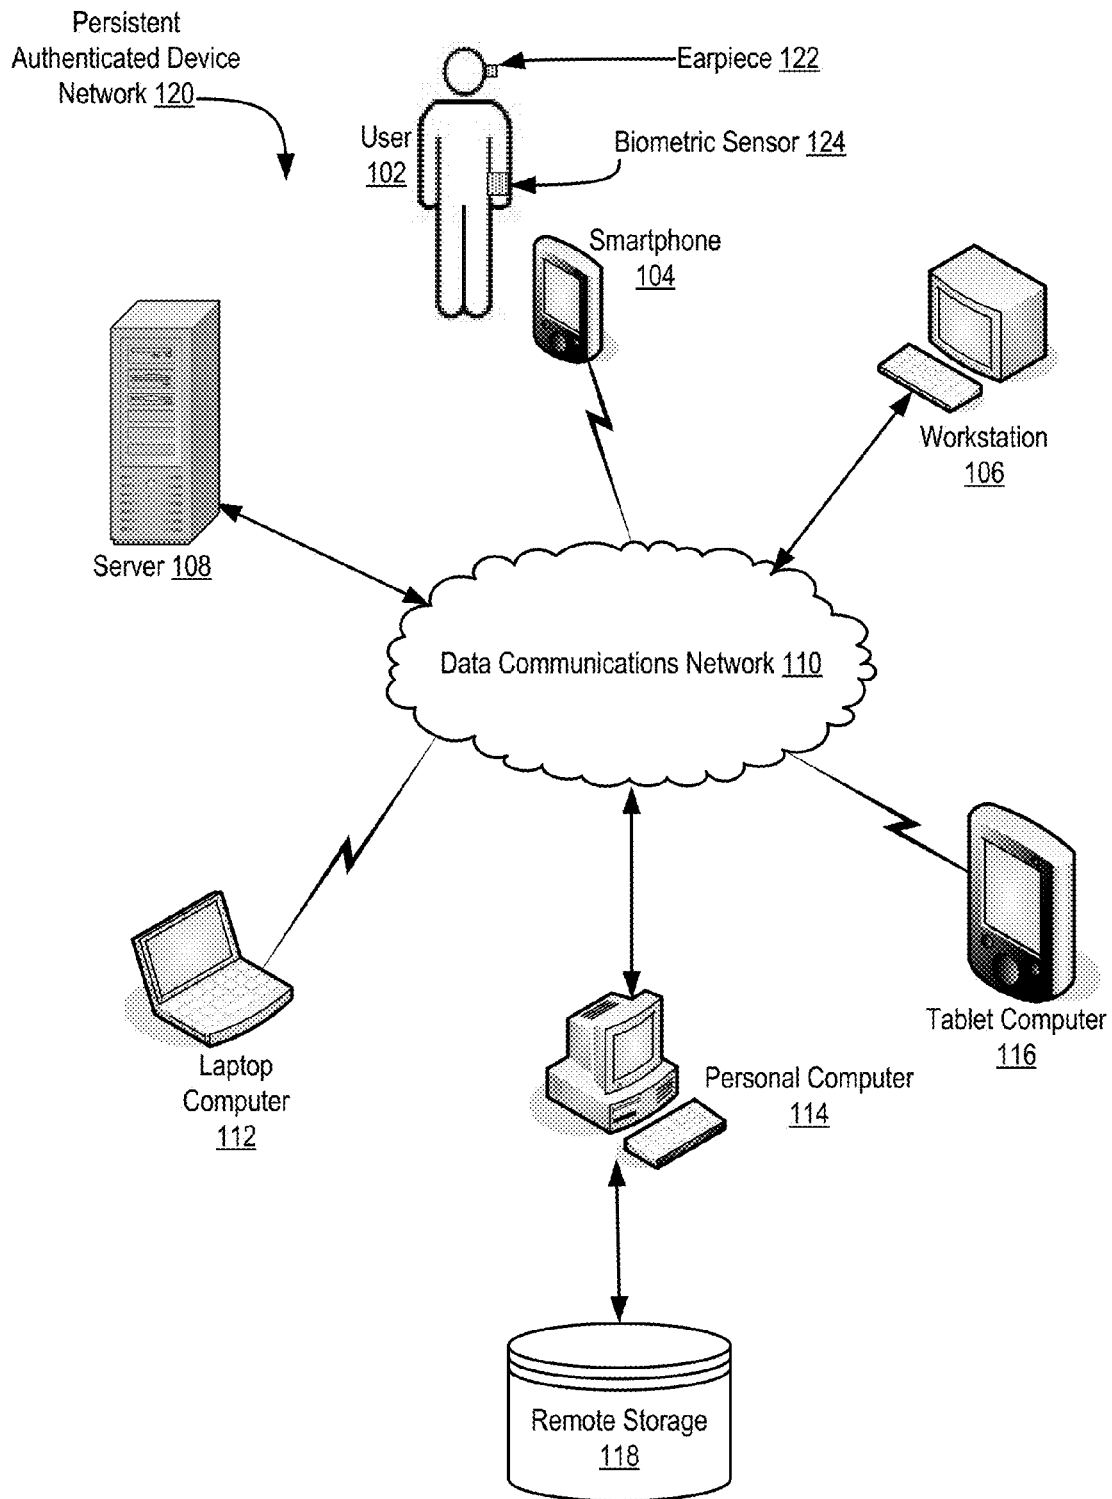 Persistent
Authenticated Device
Network 120
Earpiece 122
User
102
Biometric Sensor 124
Smartphone
104
Workstation
106
Server 108
Data Communications Network 110
Laptop
Computer
112
Personal Computer
114
Tablet Computer
116
Remote Storage
118